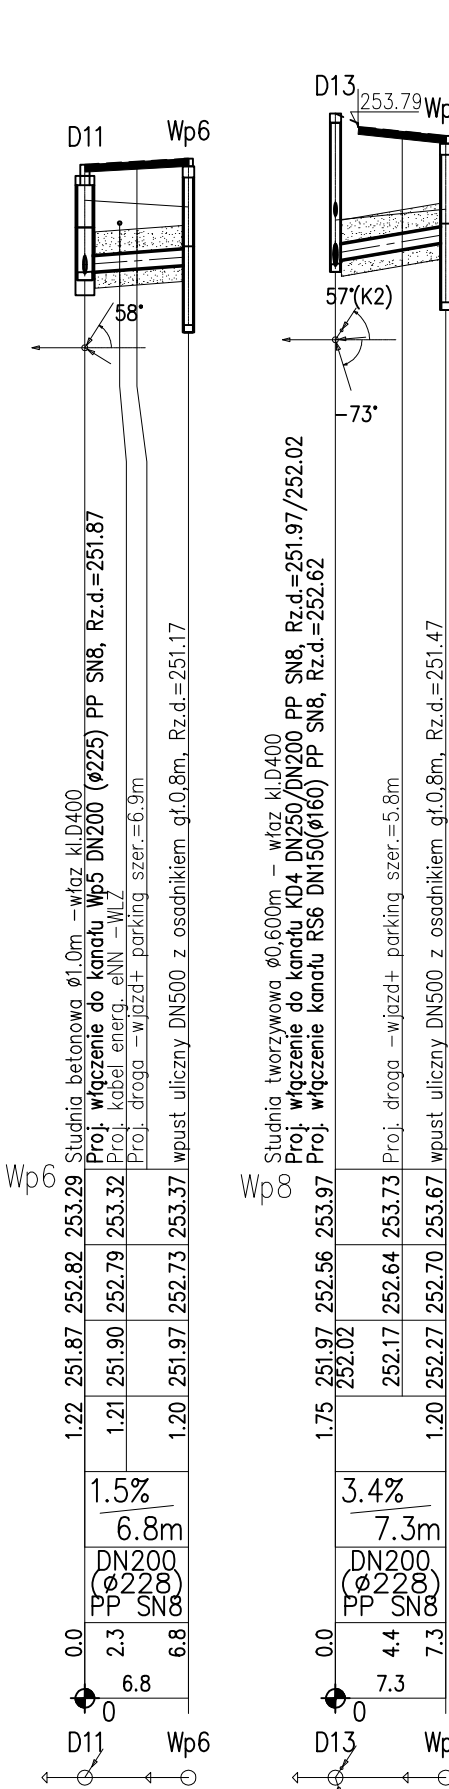 D11
Wp6
58°
Studnia betonowa ø1.0m -właz kl.D400
Proj. włączenie do kanału Wp5 DN200 (ø225) PP SN8, Rz.d.=251.87
Proj. kabel energ. eNN -WLZ
Proj. droga -wjazd+ parking szer.=6.9m
wpust uliczny DN500 z osadnikiem gł.0,8m, Rz.d.=251.17
Wp6
253.29 253.32 253.37
252.82 252.79 252.73
251.87 251.90 251.97
1.22 1.21 1.20
1.5%
6.8m
DN200
(ø228)
PP SN8
0.0 2.3 6.8
6.8
0
D11 Wp6
D13
253.79
Wp
57°(K2)
-73°
Studnia tworzywowa ø0,600m - właz kl.D400
Proj. włączenie do kanału KD4 DN250/DN200 PP SN8, Rz.d.=251.97/252.02
Proj. włączenie kanału RS6 DN150(ø160) PP SN8, Rz.d.=252.62
Proj. droga -wjazd+ parking szer.=5.8m
wpust uliczny DN500 z osadnikiem gł.0,8m, Rz.d.=251.47
Wp8
253.97 253.73 253.67
252.56 252.64 252.70
251.97 252.02 252.17 252.27
1.75 1.20
3.4%
7.3m
DN200
(ø228)
PP SN8
0.0 4.4 7.3
7.3
0
D13 Wp